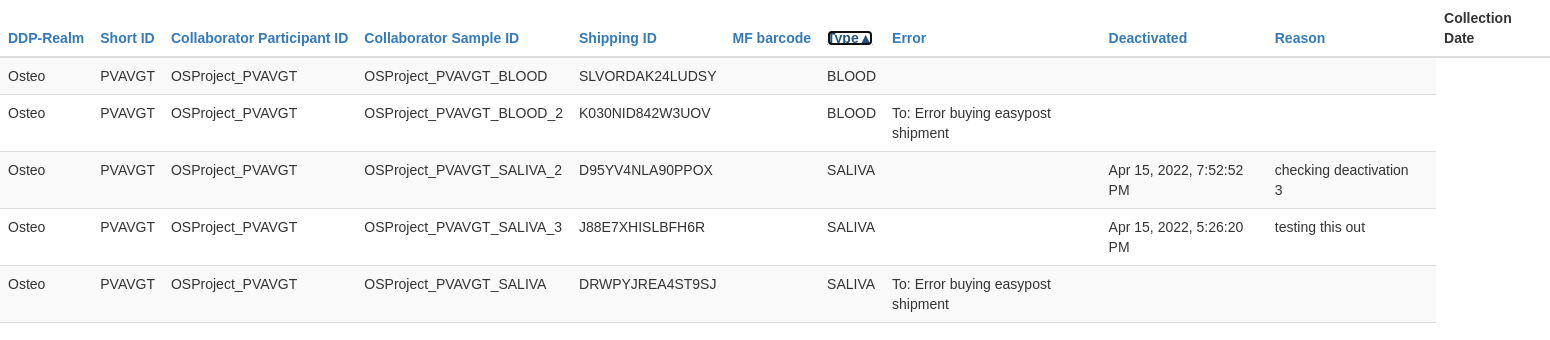 DDP-Realm Short ID Collaborator Participant ID Collaborator Sample ID Shipping ID MF barcode Type▲ Error Deactivated Reason Collection
Date
Osteo PVAVGT OSProject_PVAVGT OSProject_PVAVGT_BLOOD SLVORDAK24LUDSY BLOOD
Osteo PVAVGT OSProject_PVAVGT OSProject_PVAVGT_BLOOD_2 K030NID842W3UOV BLOOD To: Error buying easypost
shipment
Osteo PVAVGT OSProject_PVAVGT OSProject_PVAVGT_SALIVA_2 D95YV4NLA90PPOX SALIVA Apr 15, 2022, 7:52:52 checking deactivation
PM 3
Osteo PVAVGT OSProject_PVAVGT OSProject_PVAVGT_SALIVA_3 J88E7XHISLBFH6R SALIVA Apr 15, 2022, 5:26:20 testing this out
PM
Osteo PVAVGT OSProject_PVAVGT OSProject_PVAVGT_SALIVA DRWPYJREA4ST9SJ SALIVA To: Error buying easypost
shipment